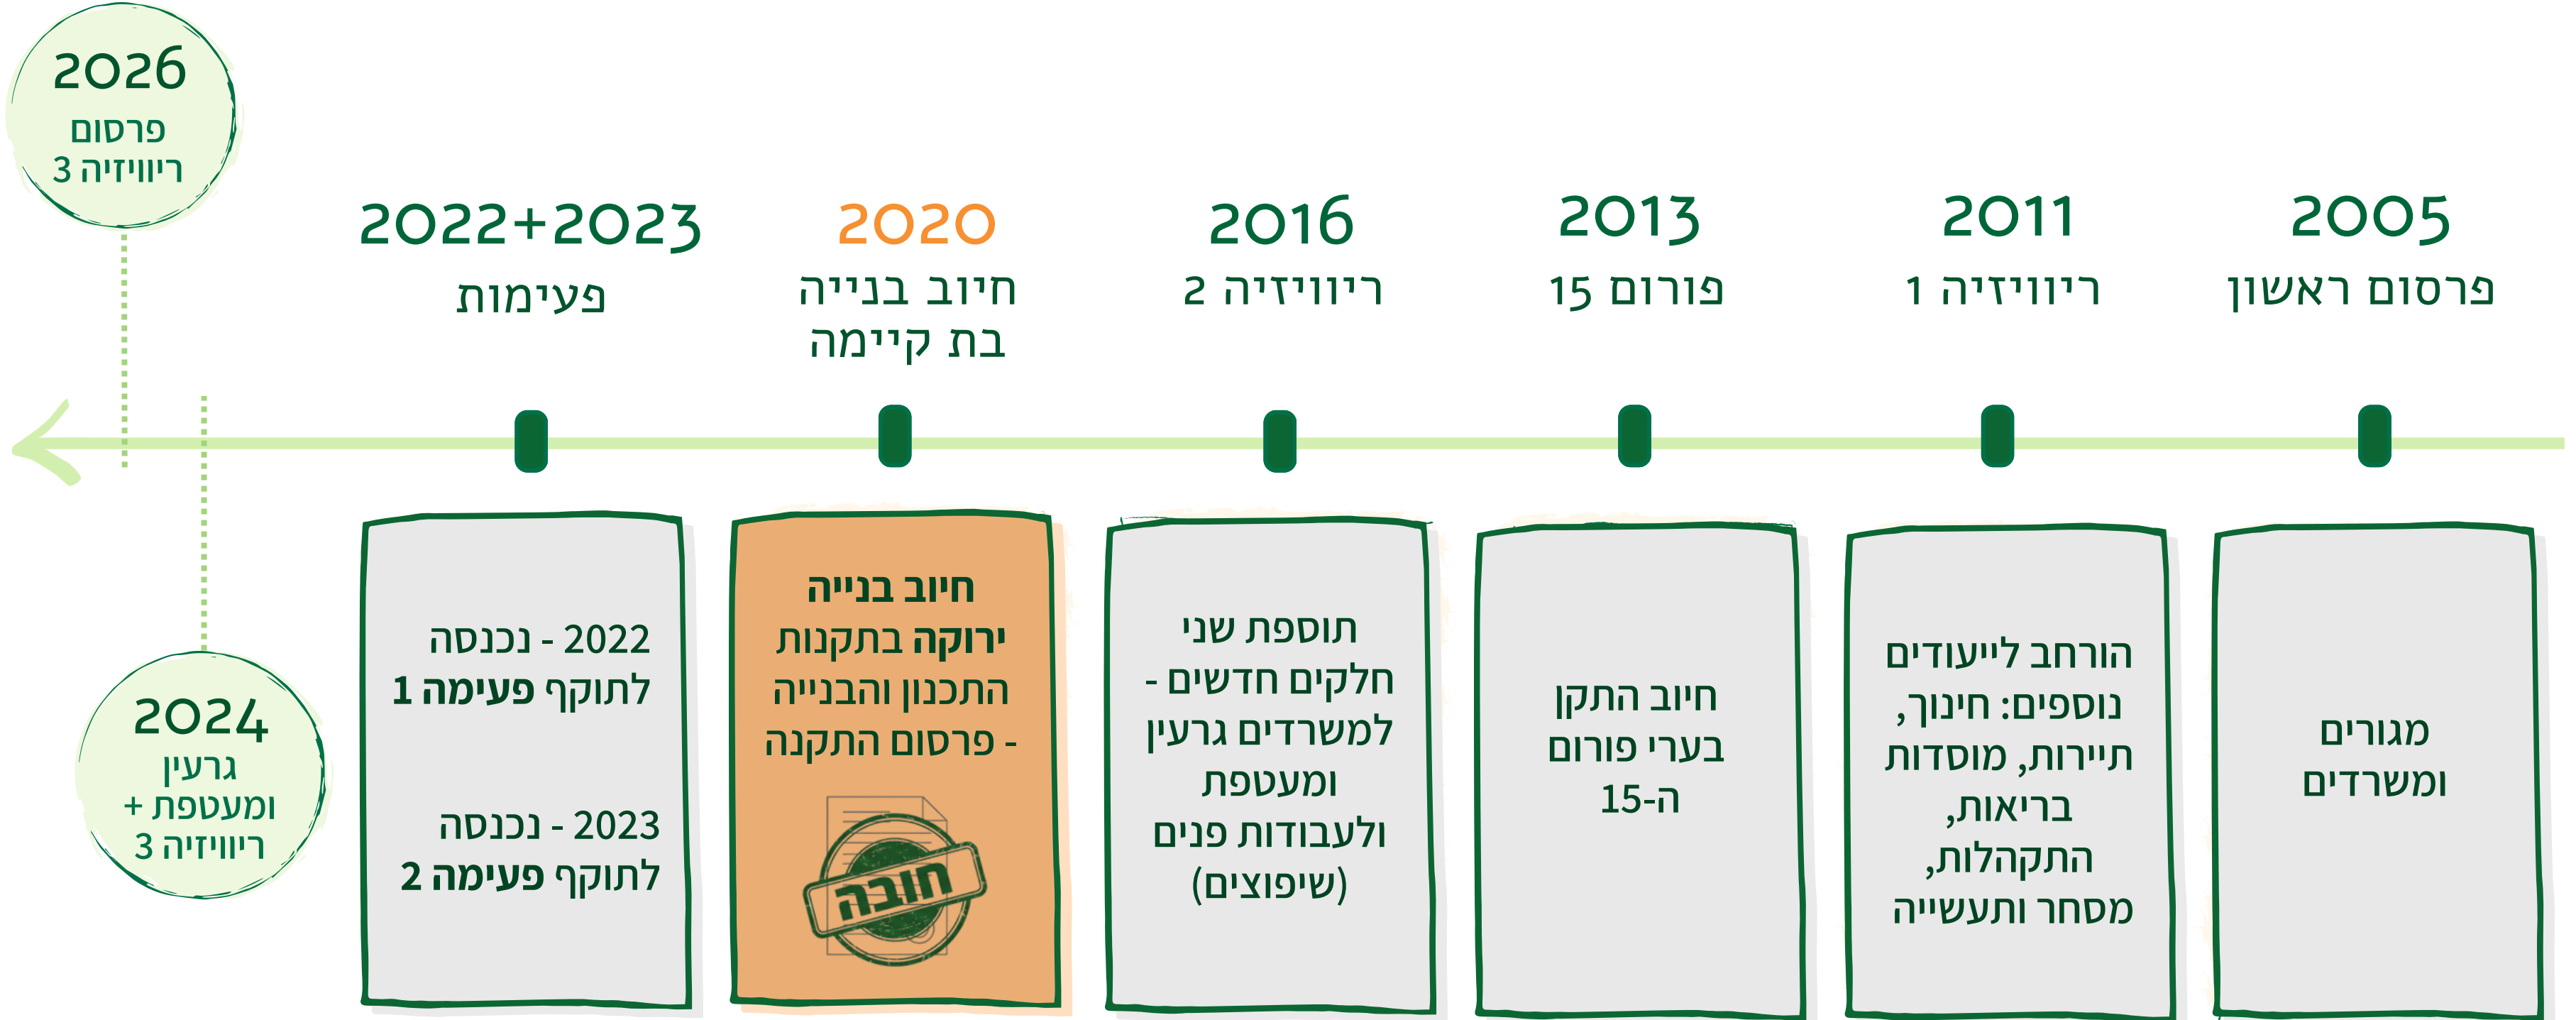 2005
פרסום ראשון
מגורים
ומשרדים
2011
ריוויזיה 1
הורחב לייעודים
נוספים: חינוך,
תיירות, מוסדות
בריאות,
התקהלות,
מסחר ותעשייה
2013
פורום 15
חיוב התקן
בערי פורום
ה-15
2016
ריוויזיה 2
תוספת שני
חלקים חדשים -
למשרדים גרעין
ומעטפת
ולעבודות פנים
(שיפוצים)
2020
חיוב בנייה
בת קיימה
חיוב בנייה
ירוקה בתקנות
התכנון והבנייה
- פרסום התקנה
חובה
2022+2023
פעימות
2022 - נכנסה
לתוקף פעימה 1
2023 - נכנסה
לתוקף פעימה 2
2024
גרעין
ומעטפת +
ריוויזיה 3
2026
פרסום
ריוויזיה 3